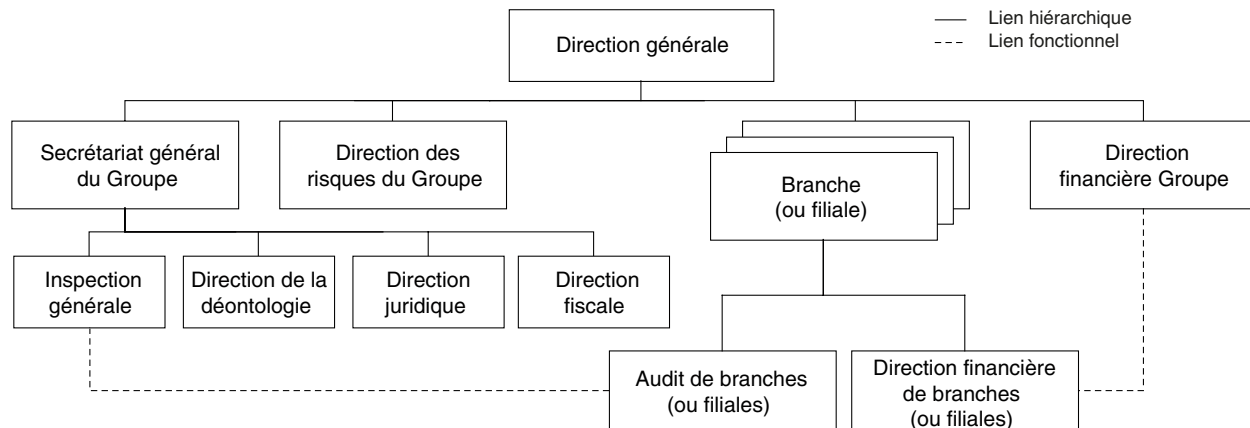 Direction générale
Lien hiérarchique
Lien fonctionnel
Secrétariat général
du Groupe
Direction des
risques du Groupe
Branche
(ou filiale)
Direction
financière Groupe
Inspection
générale
Direction de la
déontologie
Direction
juridique
Direction
fiscale
Audit de branches
(ou filiales)
Direction financière
de branches
(ou filiales)